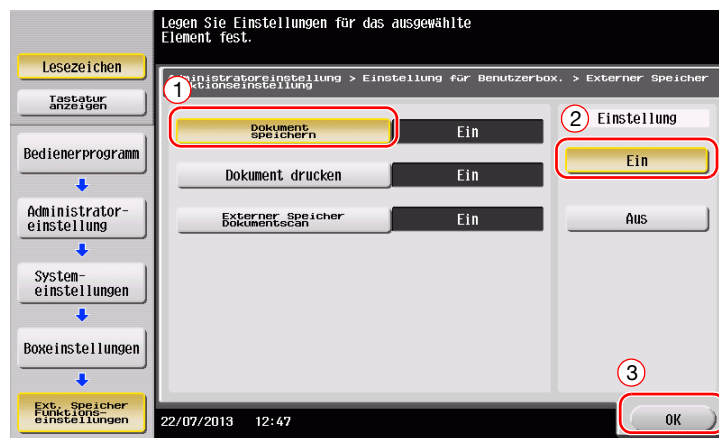 Legen Sie Einstellungen für das ausgewählte
Element fest.
Lesezeichen
Tastatur
anzeigen
Bedienerprogramm
Administrator-
einstellung
System-
einstellungen
Boxeinstellungen
Ext. Speicher
Funktions-
einstellungen
1
ministratoreinstellung > Einstellung für Benutzerbox. > Externer Speicher
ktionseinstellung
Dokument
speichern
Ein
Dokument drucken
Ein
Externer Speicher
Dokumentscan
Ein
2
Einstellung
Ein
Aus
3
22/07/2013 12:47
OK